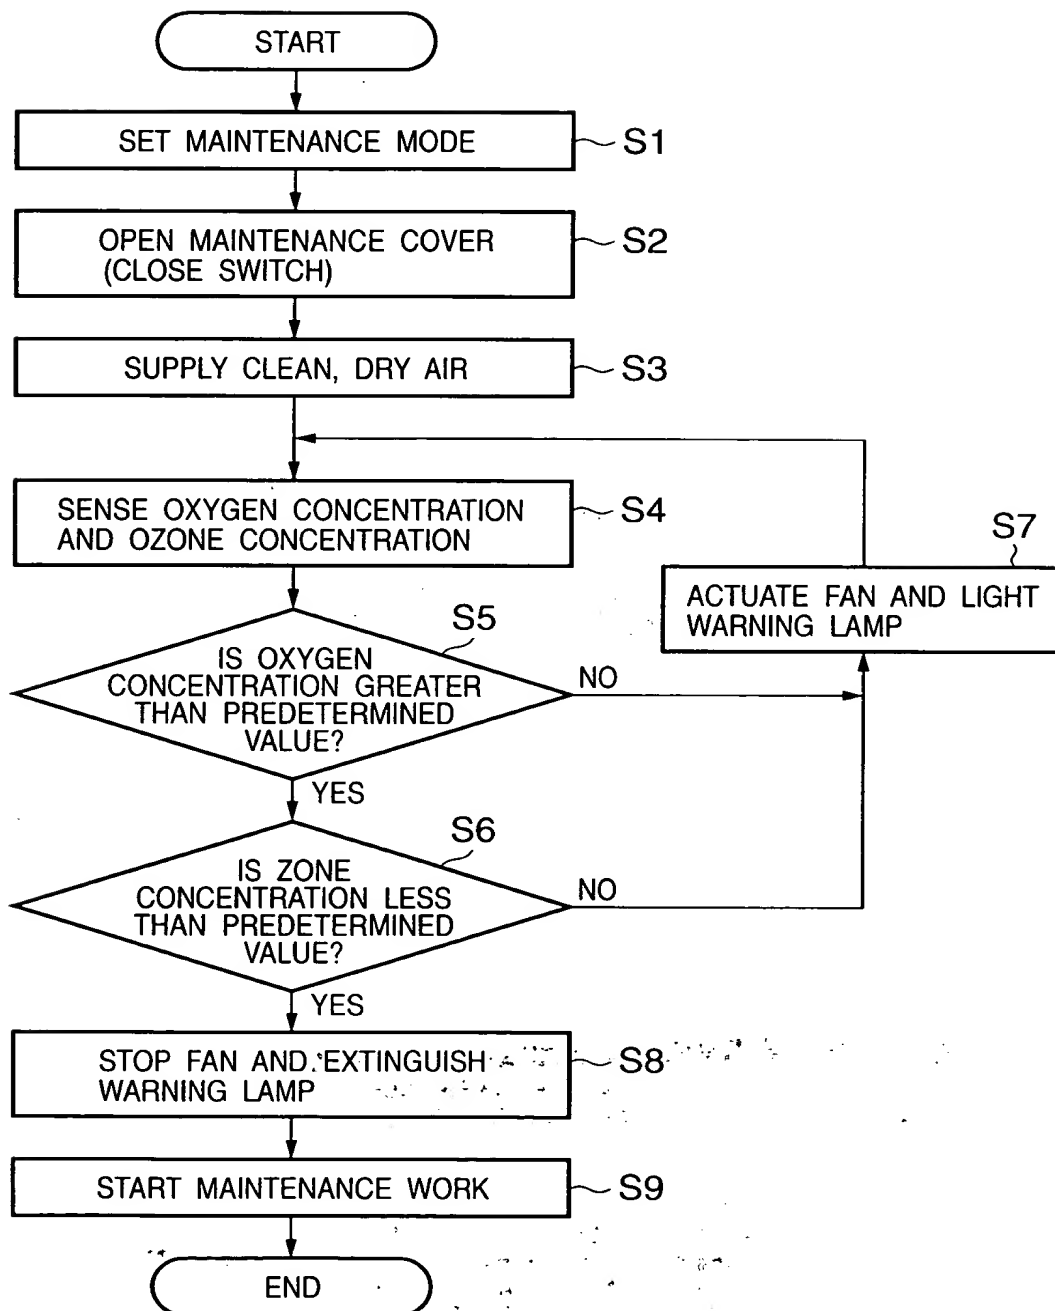 START
SET MAINTENANCE MODE
S1
OPEN MAINTENANCE COVER
(CLOSE SWITCH)
S2
SUPPLY CLEAN, DRY AIR
S3
SENSE OXYGEN CONCENTRATION
AND OZONE CONCENTRATION
S4
S7
ACTUATE FAN AND LIGHT
WARNING LAMP
S5
IS OXYGEN
CONCENTRATION GREATER
THAN PREDETERMINED
VALUE?
NO
YES
S6
IS ZONE
CONCENTRATION LESS
THAN PREDETERMINED
VALUE?
NO
YES
STOP FAN AND EXTINGUISH
WARNING LAMP
S8
START MAINTENANCE WORK
S9
END